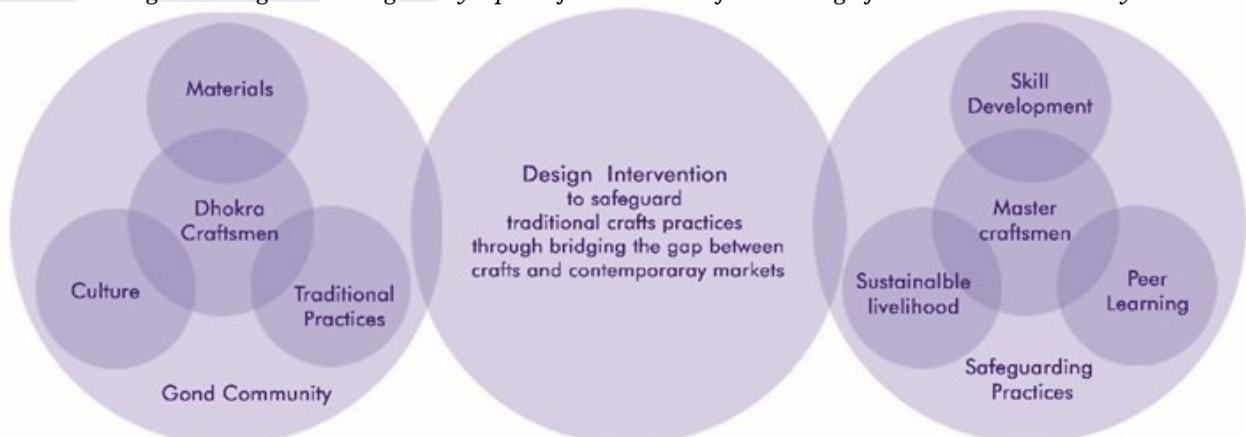 Materials
Dhokra
Craftsmen
Culture
Traditional
Practices
Gond Community
Design Intervention
to safeguard
traditional crafts practices
through bridging the gap between
crafts and contemporaray markets
Skill
Development
Master
craftsmen
Sustainalble
livelihood
Peer
Learning
Safeguarding
Practices